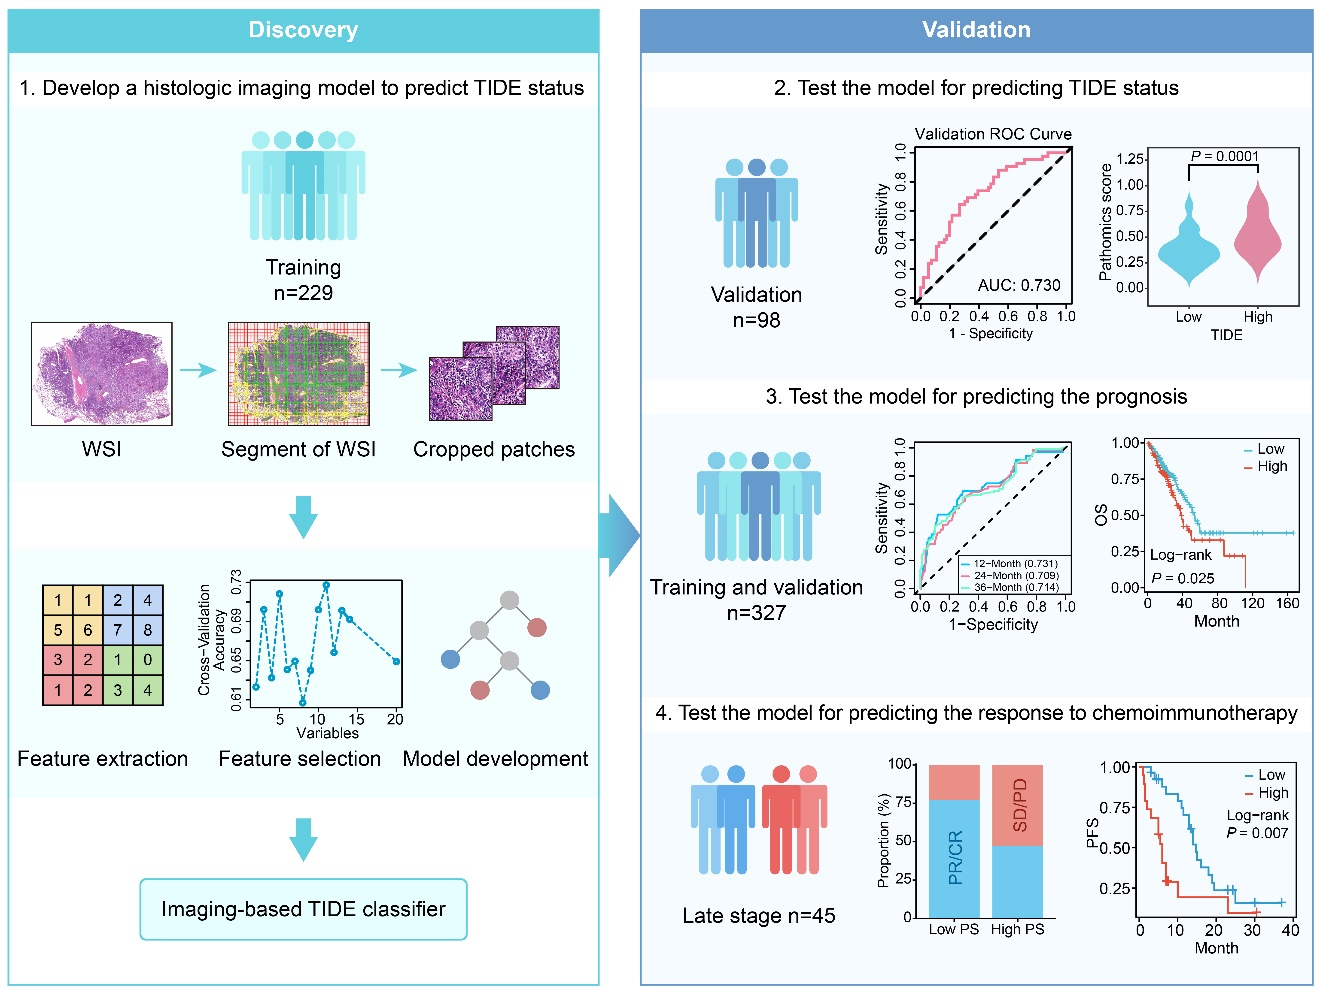 Discovery
1. Develop a histologic imaging model to predict TIDE status
Training
n=229
WSI
Segment of WSI
Cropped patches
1 1 2 4
5 6 7 8
3 2 1 0
1 2 3 4
Feature extraction
Cross-Validation
Accuracy
0.73
0.69
0.65
0.61
5 10 15 20
Variables
Feature selection
Model development
Imaging-based TIDE classifier
Validation
2. Test the model for predicting TIDE status
Validation
n=98
Validation ROC Curve
Sensitivity
1.0
0.8
0.6
0.4
0.2
0.0
AUC: 0.730
0.0 0.2 0.4 0.6 0.8 1.0
1 - Specificity
Pathomics score
1.25
1.00
0.75
0.50
0.25
0.00
P = 0.0001
Low High
TIDE
3. Test the model for predicting the prognosis
Training and validation
n=327
Sensitivity
1.0
0.8
0.6
0.4
0.2
0.0
12-Month (0.731)
24-Month (0.709)
36-Month (0.714)
0.0 0.2 0.4 0.6 0.8 1.0
1-Specificity
OS
1.00
0.75
0.50
0.25
0.00
Low
High
Log-rank
P = 0.025
0 40 80 120 160
Month
4. Test the model for predicting the response to chemoimmunotherapy
Late stage n=45
Proportion (%)
100
75
50
25
0
PR/CR
SD/PD
Low PS High PS
PFS
1.00
0.75
0.50
0.25
Low
High
Log-rank
P = 0.007
0 10 20 30 40
Month